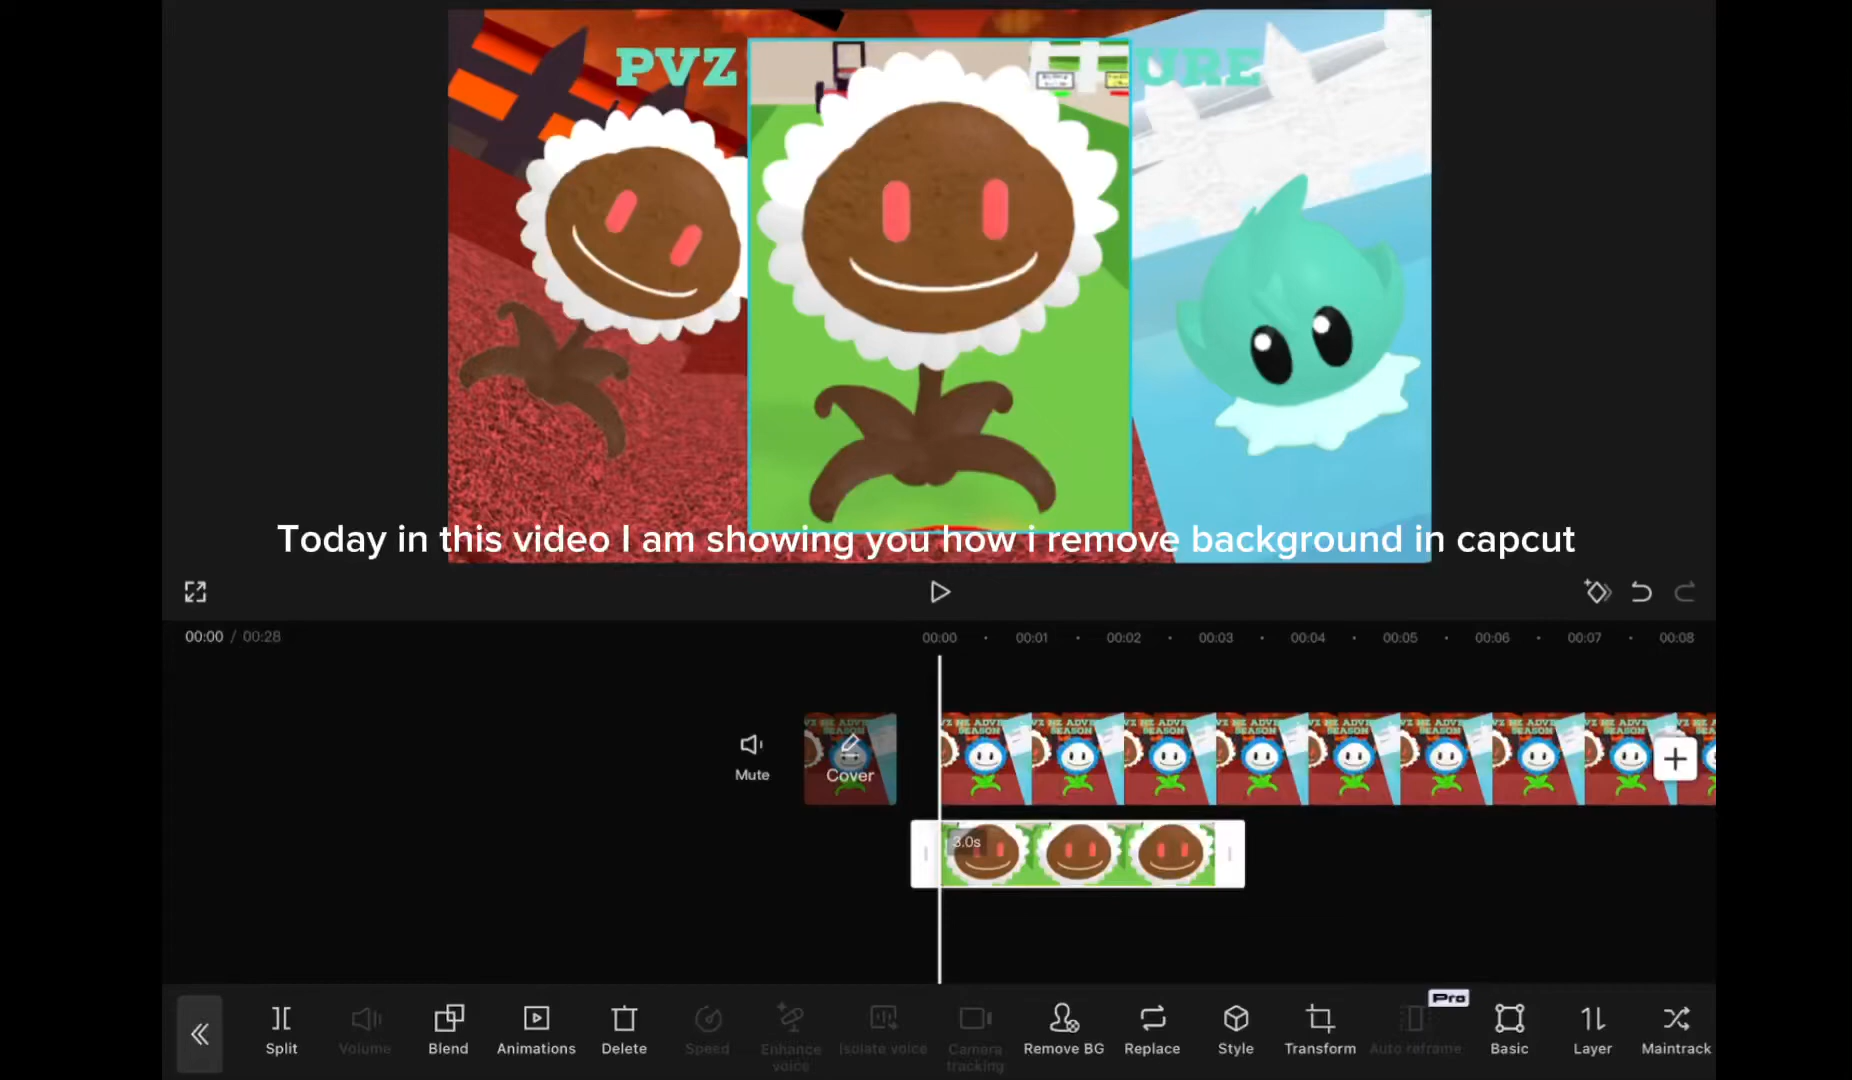 PVZ URE
Today in this video I am showing you how i remove background in capcut
00:00 / 00:28
00:00 00:01 00:02 00:03 00:04 00:05 00:06 00:07 00:08
Mute
Cover
3.0s
Pro
Split Volume Blend Animations Delete Speed Enhance voice Isolate voice Camera tracking Remove BG Replace Style Transform Auto reframe Basic Layer Maintrack